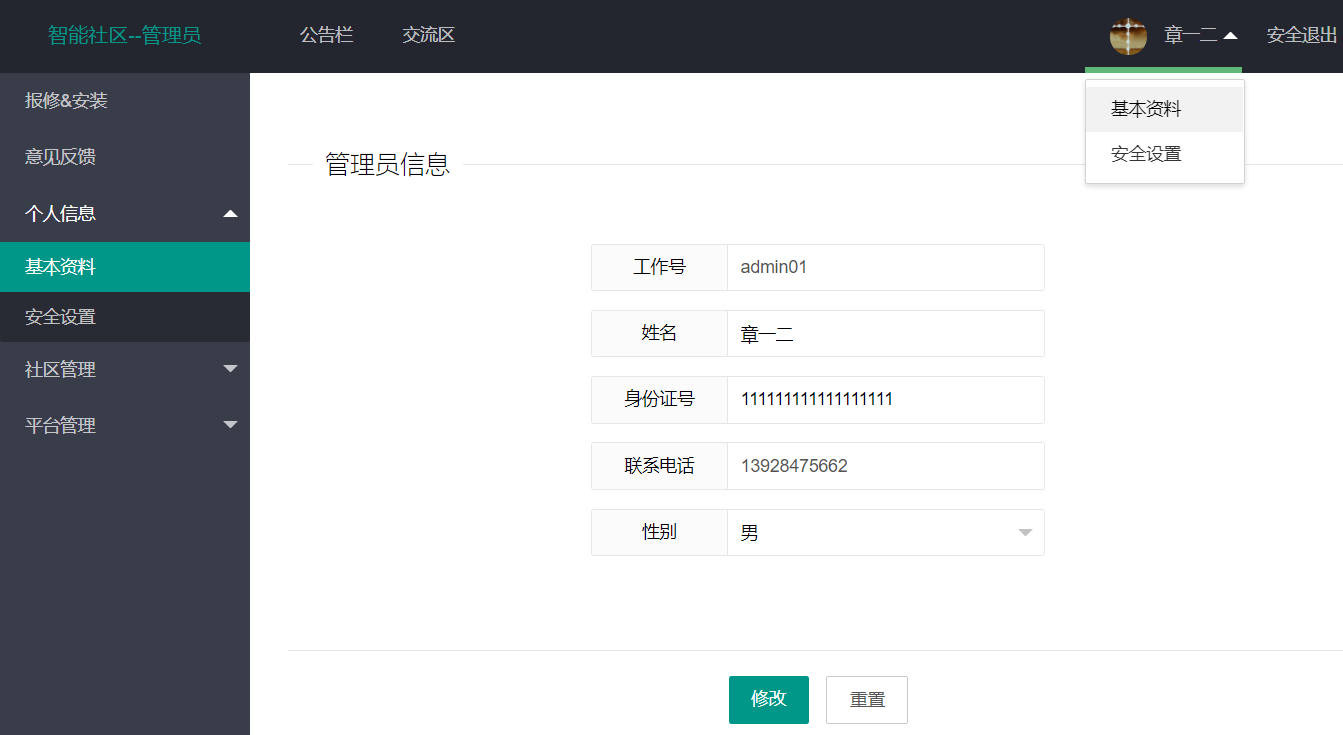 智能社区--管理员
公告栏
交流区
章一二
安全退出
基本资料
安全设置
报修&安装
意见反馈
个人信息
基本资料
安全设置
社区管理
平台管理
管理员信息
工作号 admin01
姓名 章一二
身份证号 111111111111111111
联系电话 13928475662
性别 男
修改 重置